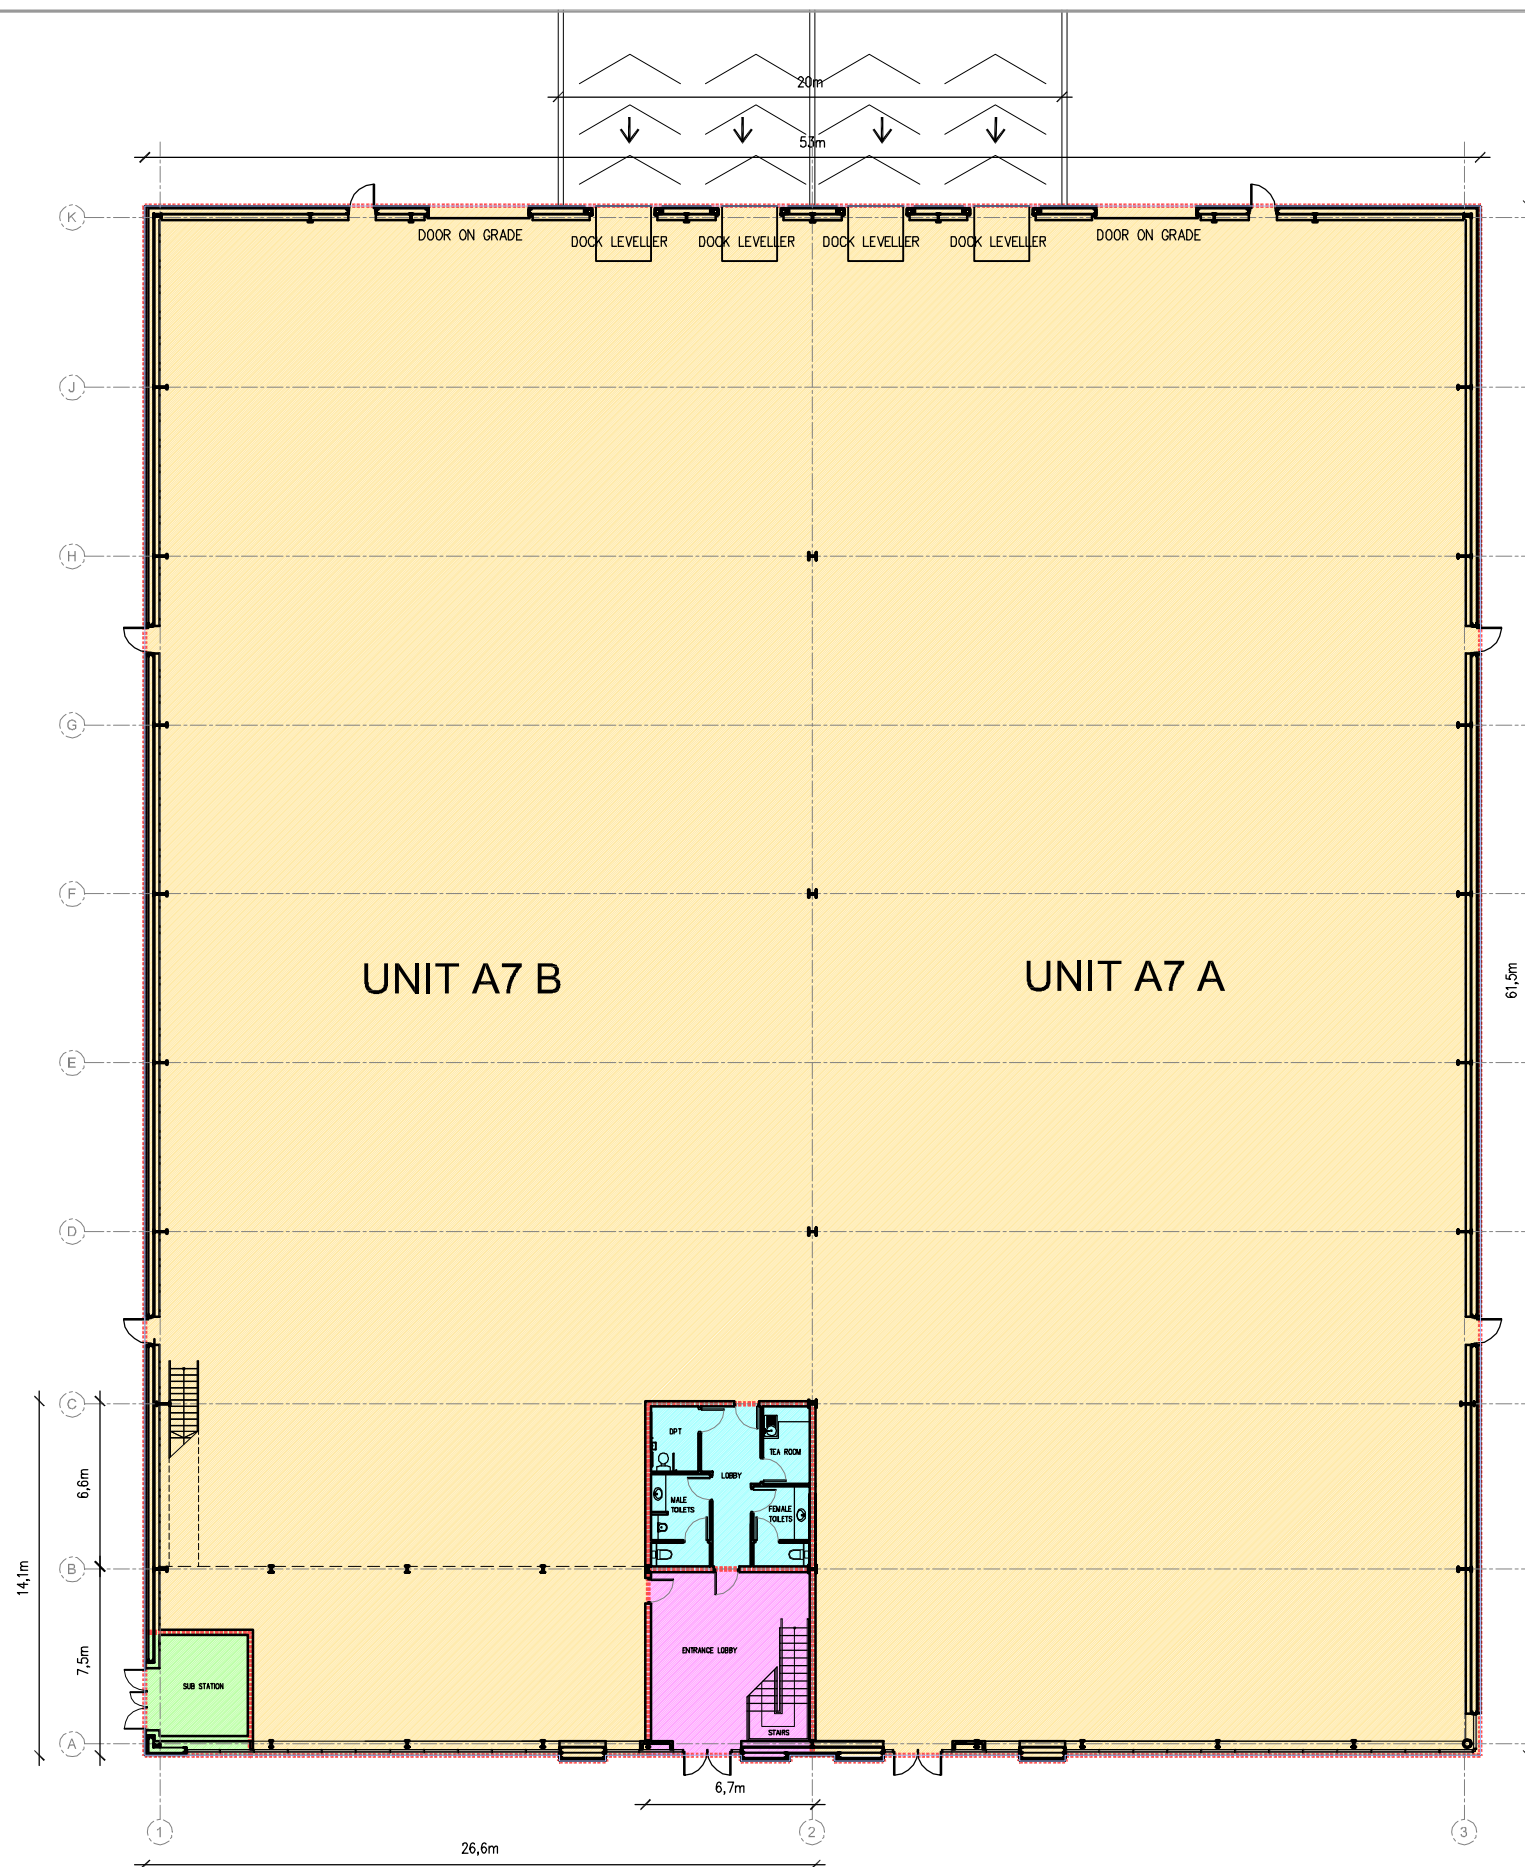 20m
53m
K
DOOR ON GRADE
DOCK LEVELLER
DOCK LEVELLER
DOCK LEVELLER
DOCK LEVELLER
DOOR ON GRADE
J
H
G
F
UNIT A7 B
UNIT A7 A
61,5m
E
D
C
DPT
TEA ROOM
LOBBY
6,6m
MALE
TOILETS
FEMALE
TOILETS
14,1m
B
7,5m
ENTRANCE LOBBY
SUB STATION
STAIRS
A
6,7m
1
2
3
26,6m